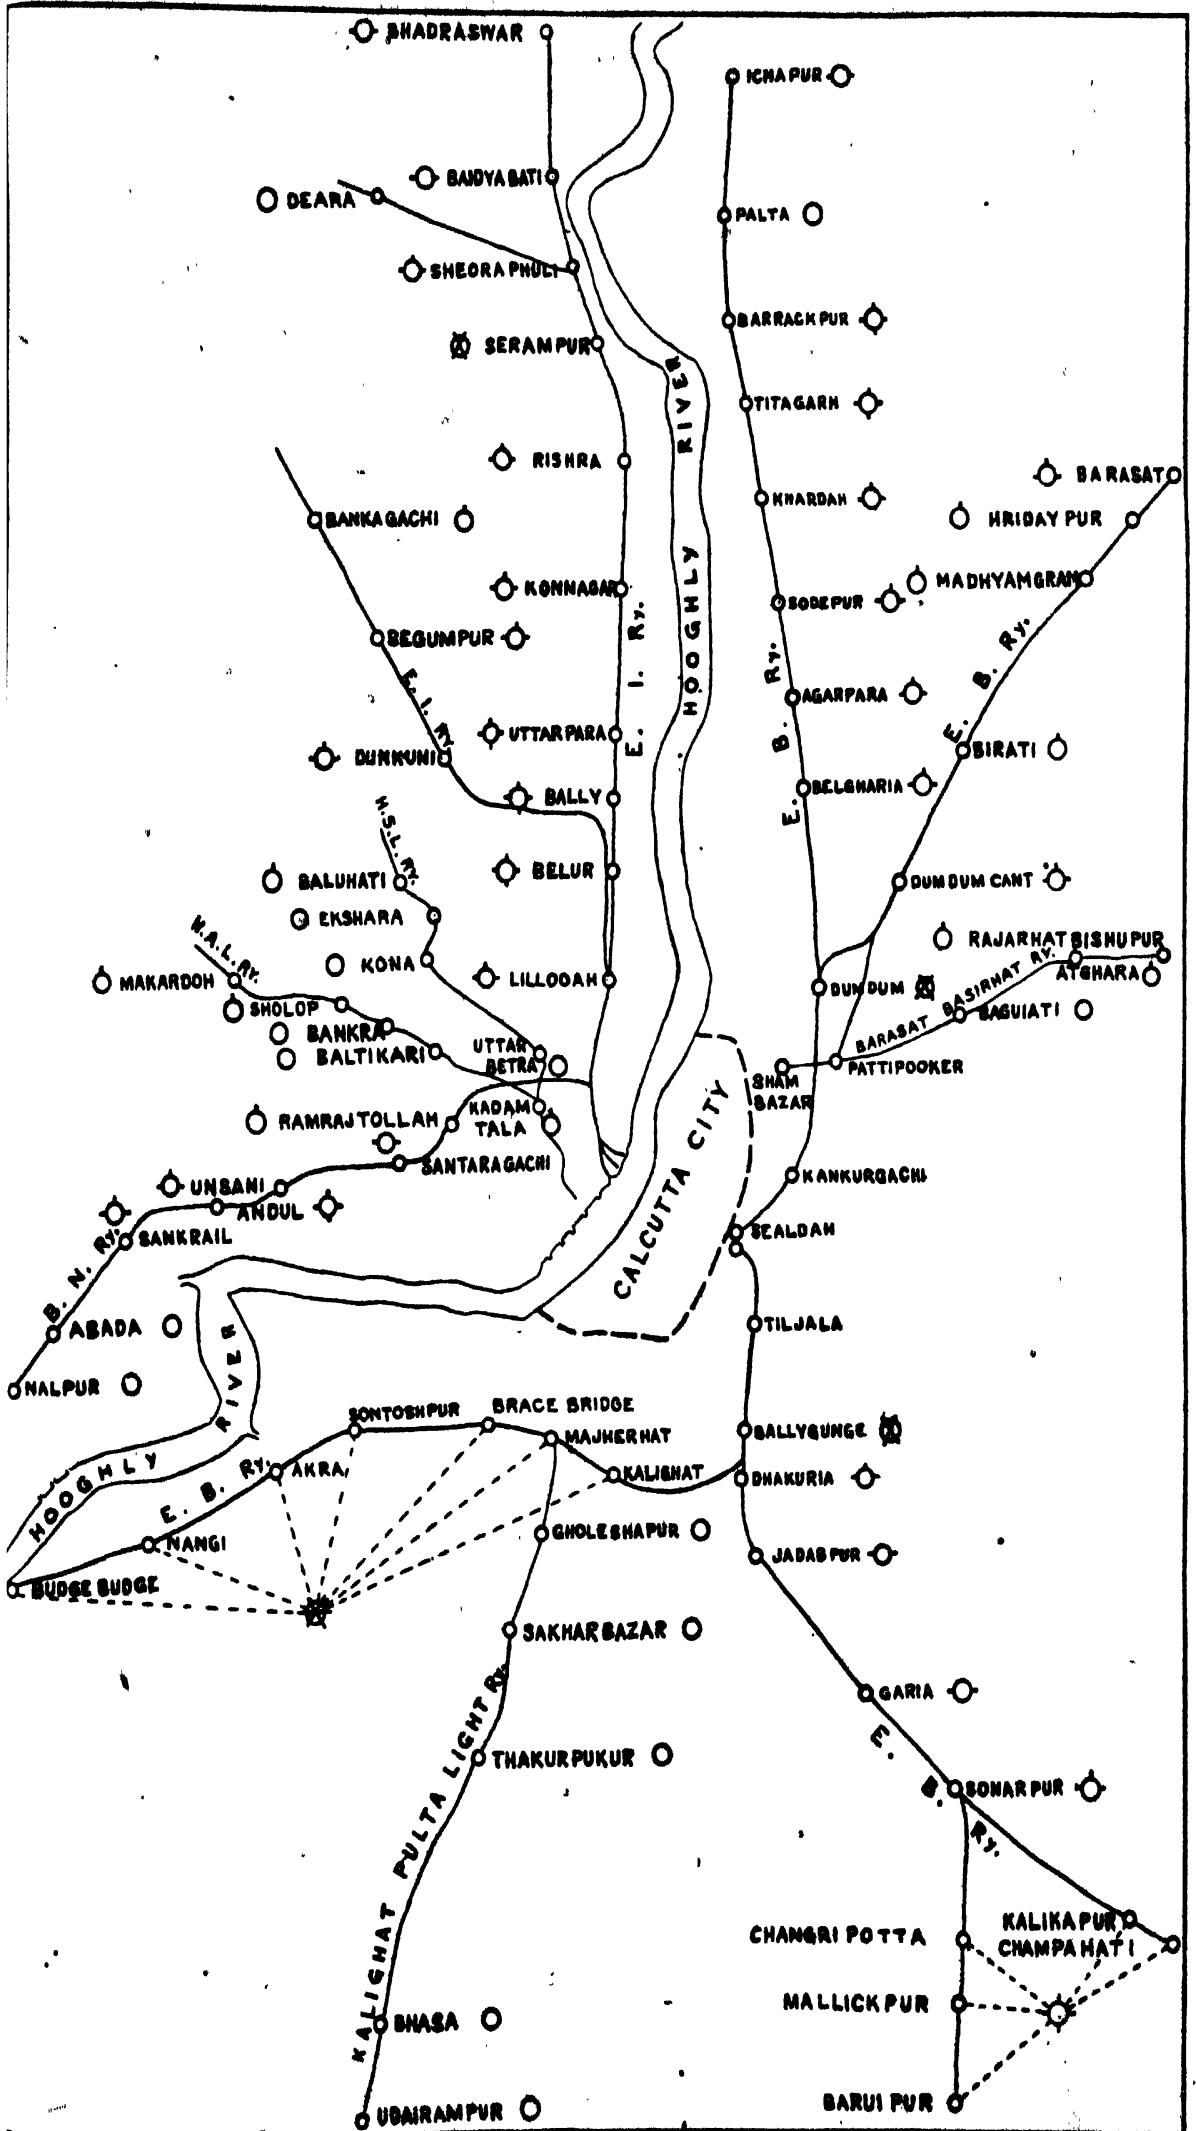 BHADRASWAR
ICHAPUR
BAIDYABATI
DEARA
PALTA
SHEORAPHULI
BARRACKPUR
SERAMPUR
RIVER
TITAGARH
RISHRA
BARASAT
KHARDAH
BANKAGACHI
HRIDAYPUR
HOOGHLY
KONNAGAR
MADHYAMGRAM
SODEPUR
BEGUMPUR
E. I. Ry.
E. B. Ry.
E. B. Ry.
AGARPARA
E. I. Ry.
UTTARPARA
BIRATI
DUNKUNI
BELGHARIA
BALLY
H.S.L. RY.
BALUHATI
BELUR
DUM DUM CANT
EKSHARA
H.A.L. RY.
RAJARHAT BISHUPUR
KONA
ATGHARA
MAKARDOH
LILLOOAH
DUMDUM
SHOLOP
BAGUIATI
BARASAT BASIRHAT RY.
BANKRA
UTTAR
BETRA
BALTIKARI
PATTIPOOKER
SHAM
BAZAR
KADAM
TALA
RAMRAJTOLLAH
CALCUTTA CITY
SANTARAGACHI
KANKURGACHI
UNSANI
ANDUL
SANKRAIL
SEALDAH
B. N. Ry.
ABADA
TILJALA
RIVER
NALPUR
SONTOSHPUR
BRACE BRIDGE
MAJHERHAT
BALLYGUNGE
HOOGHLY
E. B. Ry.
AKRA
KALIGHAT
DHAKURIA
NANGI
GHOLESHAPUR
JADABPUR
BUDGE BUDGE
SAKHARBAZAR
GARIA
KALIGHAT PULTA LIGHT Ry.
E. B. Ry.
THAKURPUKUR
SONARPUR
CHANGRIPOTTA
KALIKAPUR
CHAMPAHATI
MALLICKPUR
BHASA
BARUIPUR
UDAIRAMPUR